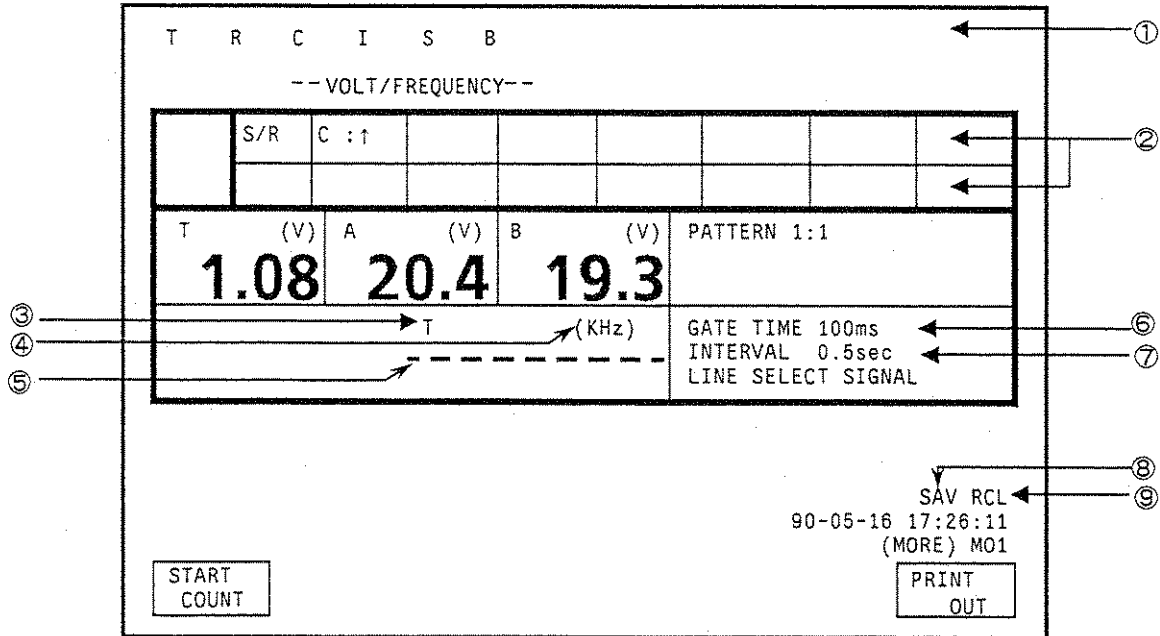 T R C I S B ①
--VOLT/FREQUENCY--
S/R C :↑ ②
T (V) A (V) B (V) PATTERN 1:1
1.08 20.4 19.3
③ T (KHz) GATE TIME 100ms ⑥
④ INTERVAL 0.5sec ⑦
⑤ LINE SELECT SIGNAL
⑧
SAV RCL ⑨
90-05-16 17:26:11
(MORE) MO1
START COUNT
PRINT OUT